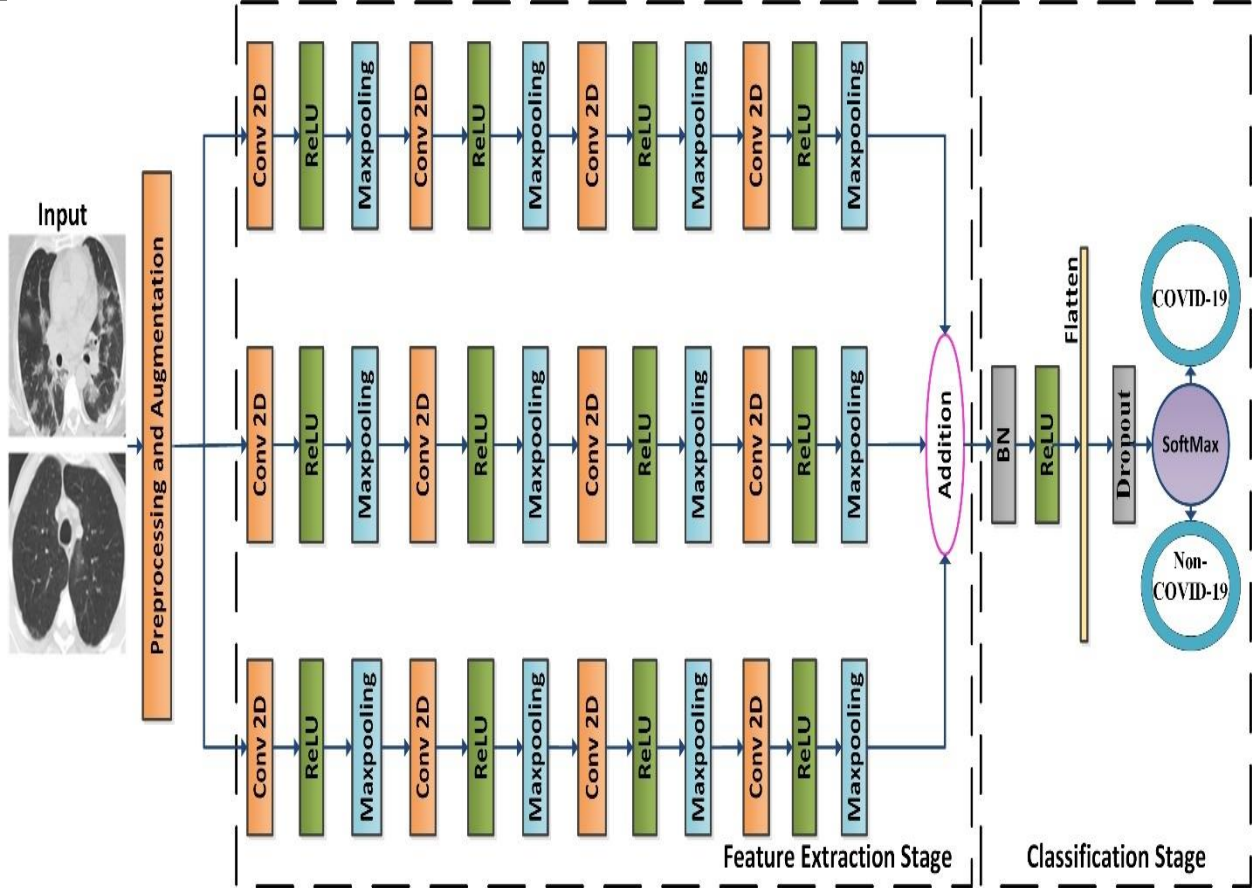 Input
Preprocessing and Augmentation
Conv 2D
ReLU
Maxpooling
Conv 2D
ReLU
Maxpooling
Conv 2D
ReLU
Maxpooling
Conv 2D
ReLU
Maxpooling
Conv 2D
ReLU
Maxpooling
Conv 2D
ReLU
Maxpooling
Conv 2D
ReLU
Maxpooling
Conv 2D
ReLU
Maxpooling
Conv 2D
ReLU
Maxpooling
Conv 2D
ReLU
Maxpooling
Conv 2D
ReLU
Maxpooling
Conv 2D
ReLU
Maxpooling
Addition
Feature Extraction Stage
BN
ReLU
Flatten
Dropout
SoftMax
COVID-19
Non-
COVID-19
Classification Stage